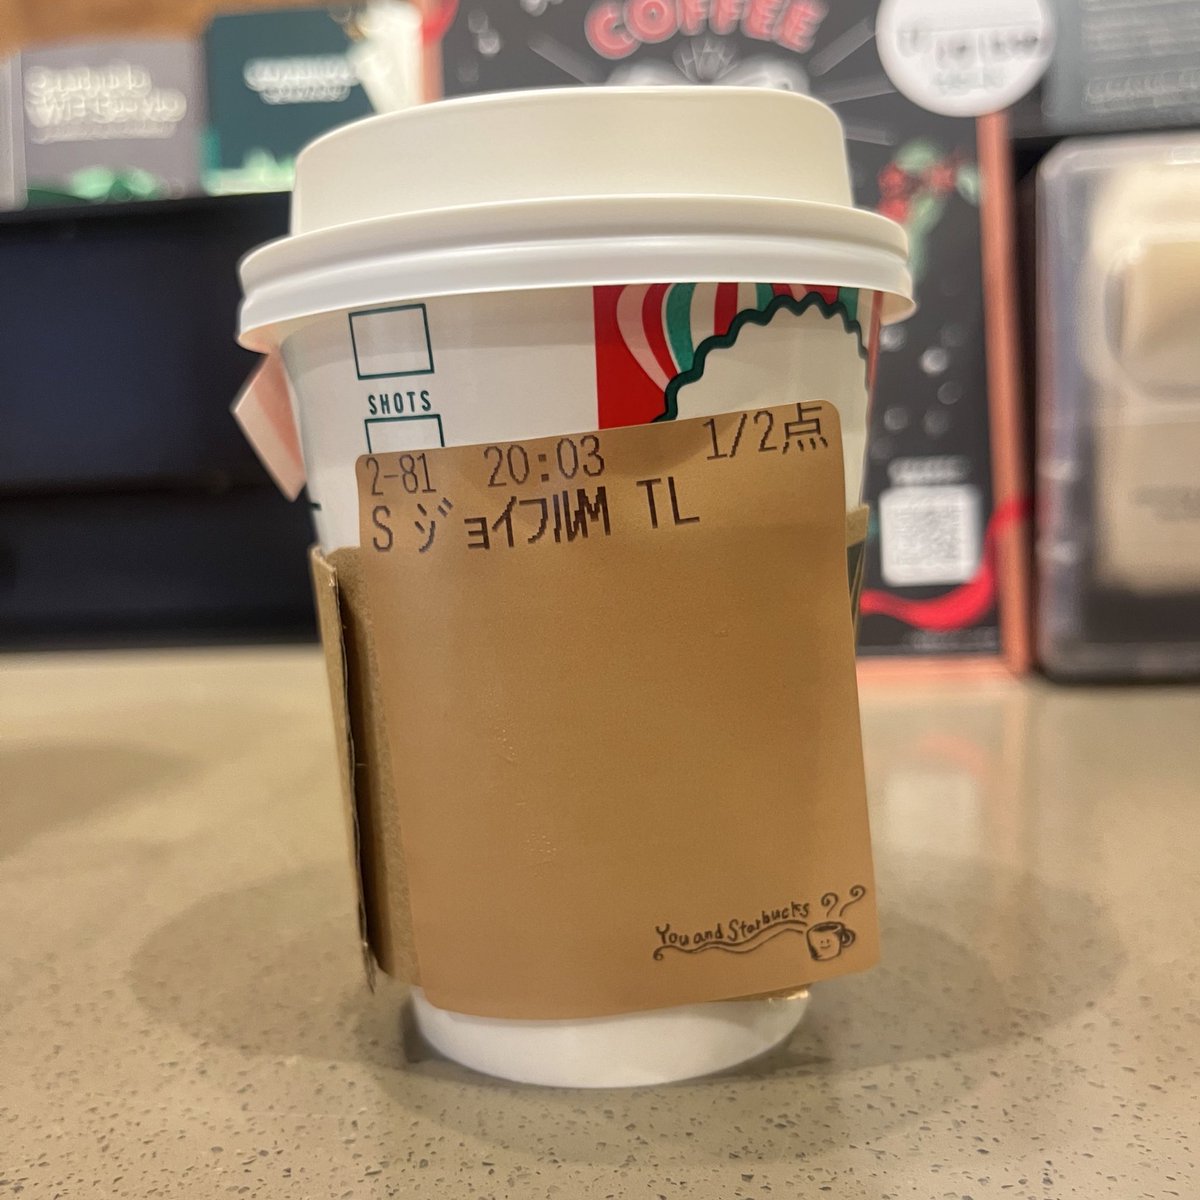 COFFEE
SHOTS
2-81 20:03 1/2点
S ジョイフルM TL
You and Starbucks